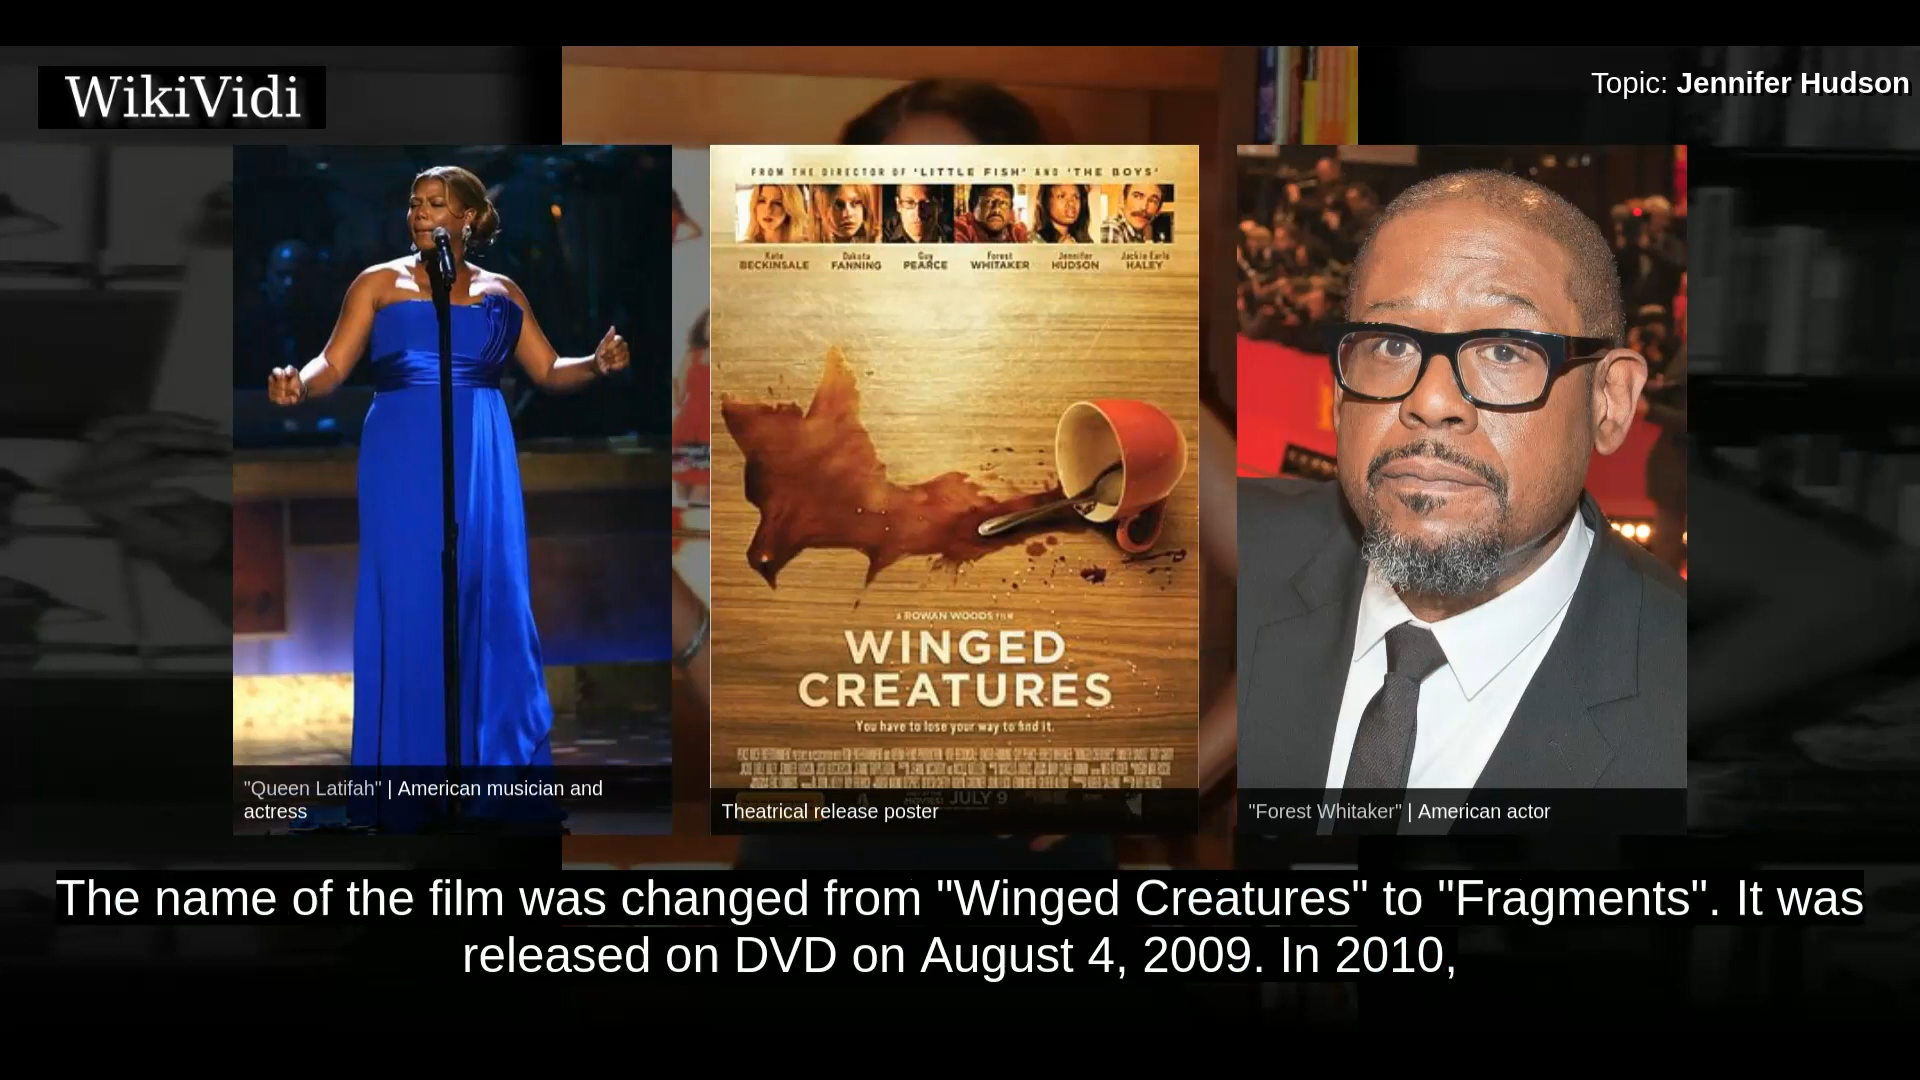 WikiVidi
Topic: Jennifer Hudson
FROM THE DIRECTOR OF 'LITTLE FISH' AND 'THE BOYS'
Kate BECKINSALE
Dakota FANNING
Guy PEARCE
Forest WHITAKER
Jennifer HUDSON
Jackie Earle HALEY
A ROWAN WOODS FILM
WINGED
CREATURES
You have to lose your way to find it.
JULY 9
"Queen Latifah" | American musician and
actress
Theatrical release poster
"Forest Whitaker" | American actor
The name of the film was changed from "Winged Creatures" to "Fragments". It was
released on DVD on August 4, 2009. In 2010,